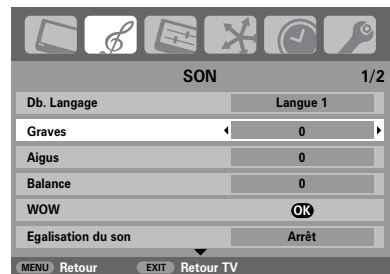 SON 1/2
Db. Langage Langue 1
Graves 0
Aigus 0
Balance 0
WOW OK
Egalisation du son Arrêt
MENU Retour EXIT Retour TV